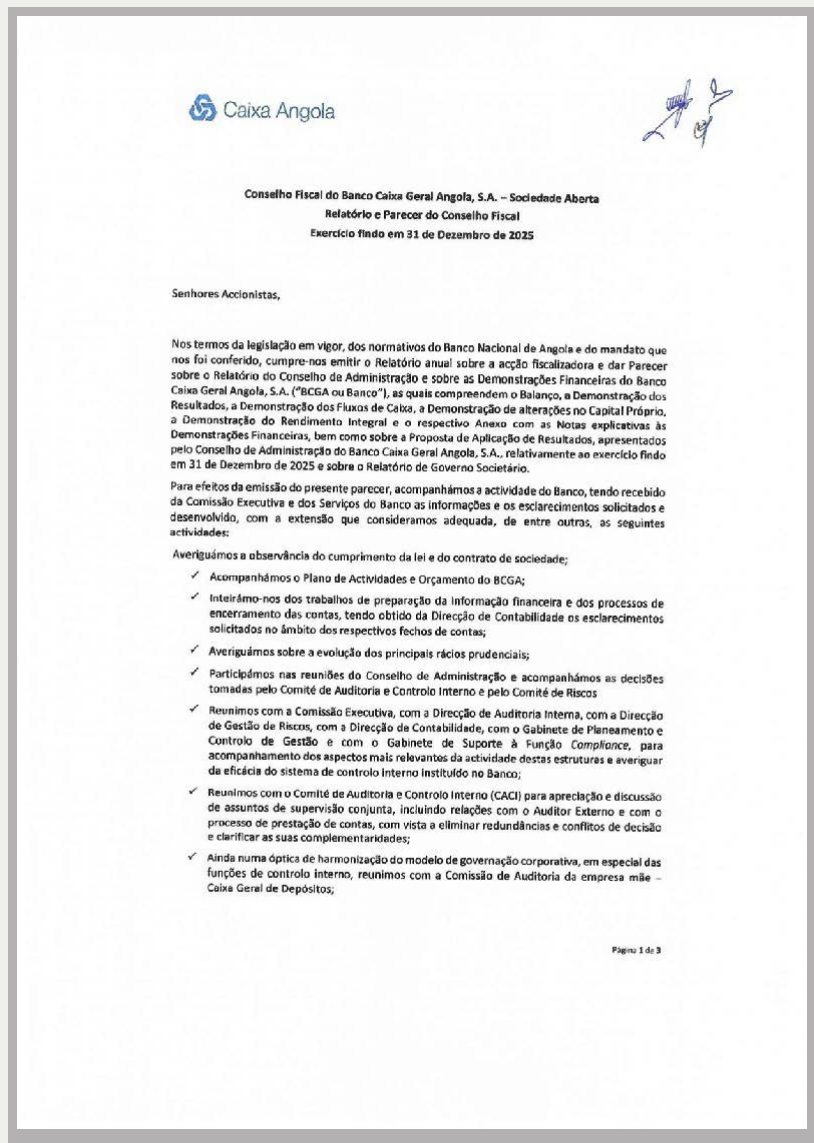 Caixa Angola
Conselho Fiscal do Banco Caixa Geral Angola, S.A. – Sociedade Aberta
Relatório e Parecer do Conselho Fiscal
Exercício findo em 31 de Dezembro de 2025
Senhores Accionistas,
Nos termos da legislação em vigor, dos normativos do Banco Nacional de Angola e do mandato que
nos foi conferido, cumpre-nos emitir o Relatório anual sobre a acção fiscalizadora e dar Parecer
sobre o Relatório do Conselho de Administração e sobre as Demonstrações Financeiras do Banco
Caixa Geral Angola, S.A. ("BCGA ou Banco"), as quais compreendem o Balanço, a Demonstração dos
Resultados, a Demonstração dos Fluxos de Caixa, a Demonstração de alterações no Capital Próprio,
a Demonstração do Rendimento Integral e o respectivo Anexo com as Notas explicativas às
Demonstrações Financeiras, bem como sobre a Proposta de Aplicação de Resultados, apresentados
pelo Conselho de Administração do Banco Caixa Geral Angola, S.A., relativamente ao exercício findo
em 31 de Dezembro de 2025 e sobre o Relatório de Governo Societário.
Para efeitos da emissão do presente parecer, acompanhámos a actividade do Banco, tendo recebido
da Comissão Executiva e dos Serviços do Banco as informações e os esclarecimentos solicitados e
desenvolvido, com a extensão que consideramos adequada, de entre outras, as seguintes
actividades:
Averiguámos a observância do cumprimento da lei e do contrato de sociedade;
✓ Acompanhámos o Plano de Actividades e Orçamento do BCGA;
✓ Inteirámo-nos dos trabalhos de preparação da informação financeira e dos processos de
encerramento das contas, tendo obtido da Direcção de Contabilidade os esclarecimentos
solicitados no âmbito dos respectivos fechos de contas;
✓ Averiguámos sobre a evolução dos principais rácios prudenciais;
✓ Participámos nas reuniões do Conselho de Administração e acompanhámos as decisões
tomadas pelo Comité de Auditoria e Controlo Interno e pelo Comité de Riscos
✓ Reunimos com a Comissão Executiva, com a Direcção de Auditoria Interna, com a Direcção
de Gestão de Riscos, com a Direcção de Contabilidade, com o Gabinete de Planeamento e
Controlo de Gestão e com o Gabinete de Suporte à Função Compliance, para
acompanhamento dos aspectos mais relevantes da actividade destas estruturas e averiguar
da eficácia do sistema de controlo interno instituído no Banco;
✓ Reunimos com o Comité de Auditoria e Controlo Interno (CACI) para apreciação e discussão
de assuntos de supervisão conjunta, incluindo relações com o Auditor Externo e com o
processo de prestação de contas, com vista a eliminar redundâncias e conflitos de decisão
e clarificar as suas complementaridades;
✓ Ainda numa óptica de harmonização do modelo de governação corporativa, em especial das
funções de controlo interno, reunimos com a Comissão de Auditoria da empresa mãe –
Caixa Geral de Depósitos;
Página 1 de 3